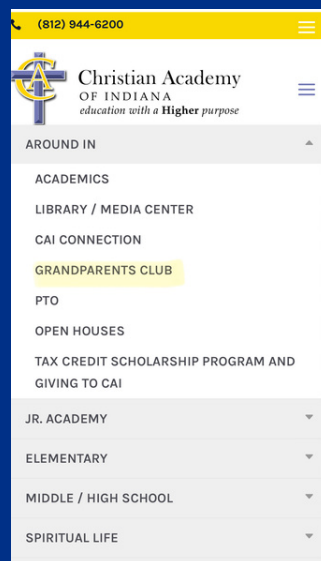 (812) 944-6200
Christian Academy
OF INDIANA
education with a Higher purpose
AROUND IN
ACADEMICS
LIBRARY / MEDIA CENTER
CAI CONNECTION
GRANDPARENTS CLUB
PTO
OPEN HOUSES
TAX CREDIT SCHOLARSHIP PROGRAM AND
GIVING TO CAI
JR. ACADEMY
ELEMENTARY
MIDDLE / HIGH SCHOOL
SPIRITUAL LIFE